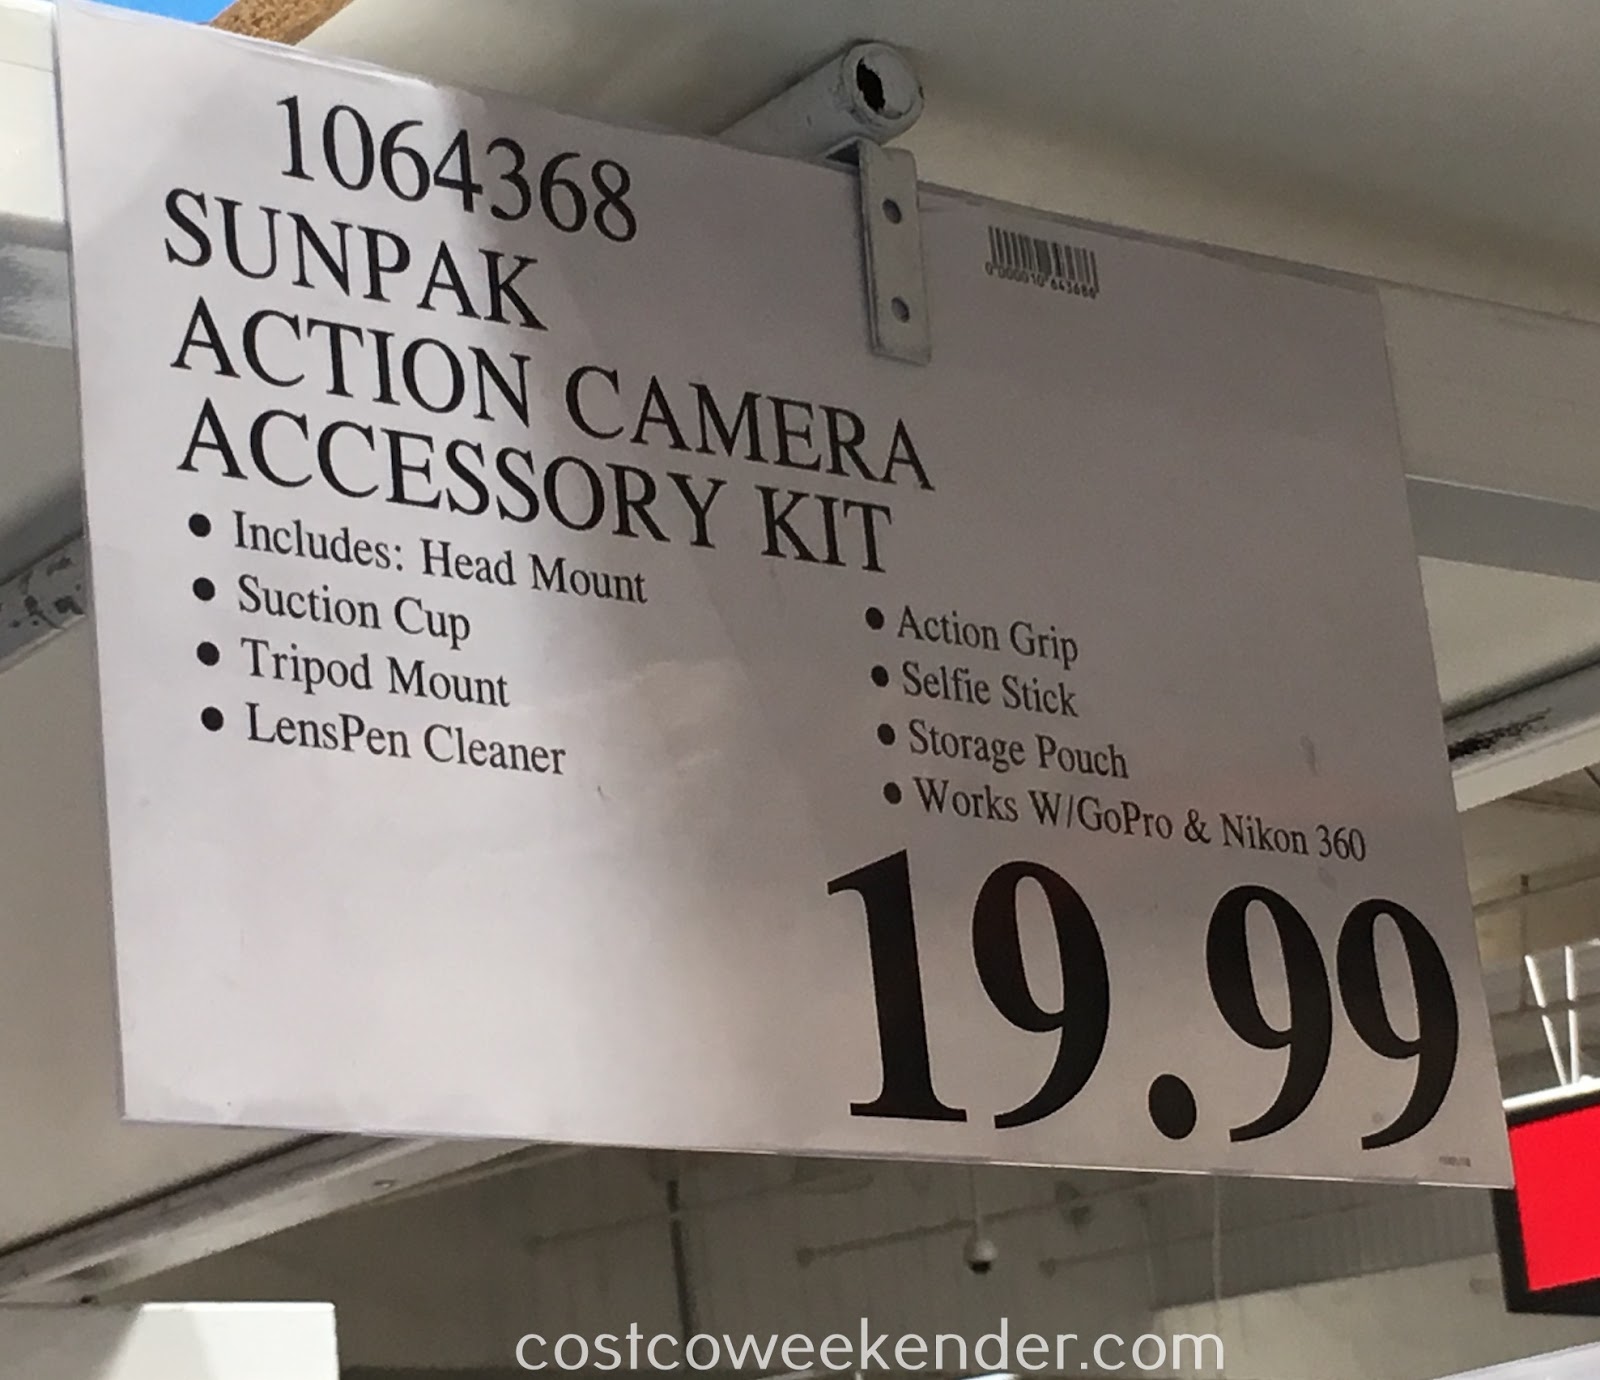 1064368
SUNPAK
ACTION CAMERA
ACCESSORY KIT
• Includes: Head Mount
• Suction Cup
• Tripod Mount
• LensPen Cleaner
• Action Grip
• Selfie Stick
• Storage Pouch
• Works W/GoPro & Nikon 360
19.99
costcoweekender.com